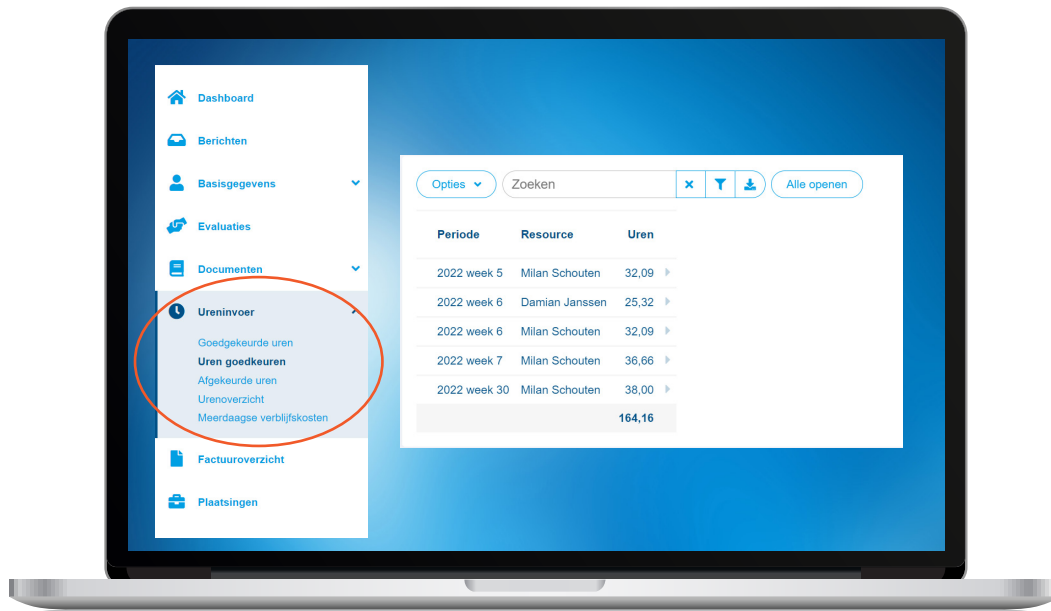 Dashboard
Berichten
Basisgegevens
Evaluaties
Documenten
Ureninvoer
Goedgekeurde uren
Uren goedkeuren
Afgekeurde uren
Urenoverzicht
Meerdaagse verblijfskosten
Factuuroverzicht
Plaatsingen
Opties Zoeken Alle openen
Periode Resource Uren
2022 week 5 Milan Schouten 32,09
2022 week 6 Damian Janssen 25,32
2022 week 6 Milan Schouten 32,09
2022 week 7 Milan Schouten 36,66
2022 week 30 Milan Schouten 38,00
164,16